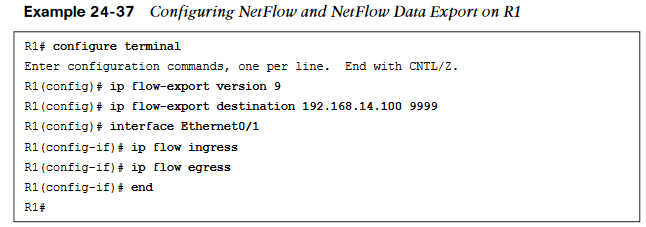 Example 24-37 Configuring NetFlow and NetFlow Data Export on R1
R1# configure terminal
Enter configuration commands, one per line. End with CNTL/Z.
R1(config)# ip flow-export version 9
R1(config)# ip flow-export destination 192.168.14.100 9999
R1(config)# interface Ethernet0/1
R1(config-if)# ip flow ingress
R1(config-if)# ip flow egress
R1(config-if)# end
R1#